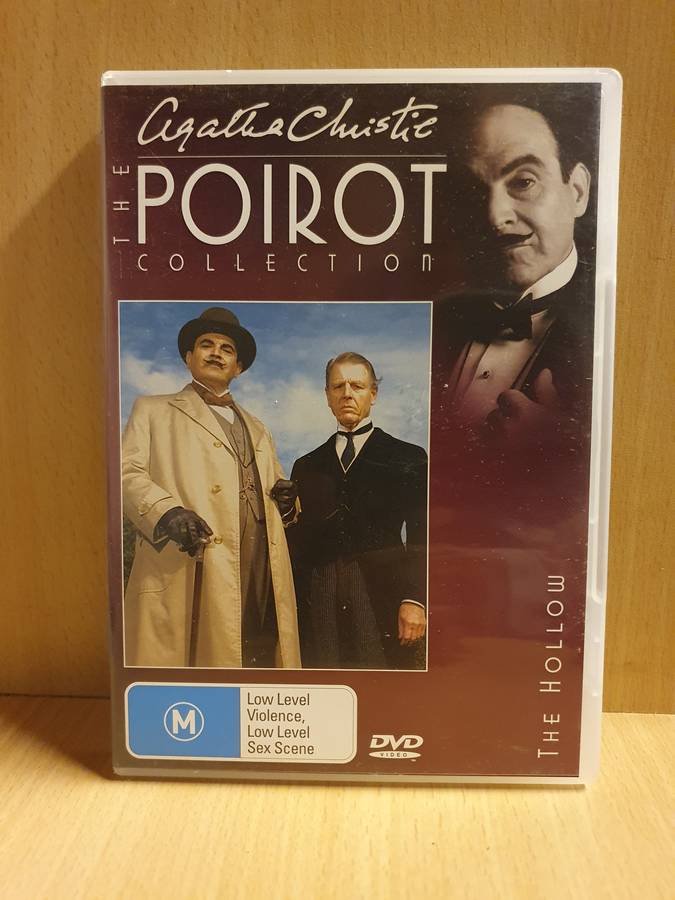 Agatha Christie
THE
POIROT
COLLECTION
M
Low Level
Violence,
Low Level
Sex Scene
DVD
VIDEO
THE HOLLOW